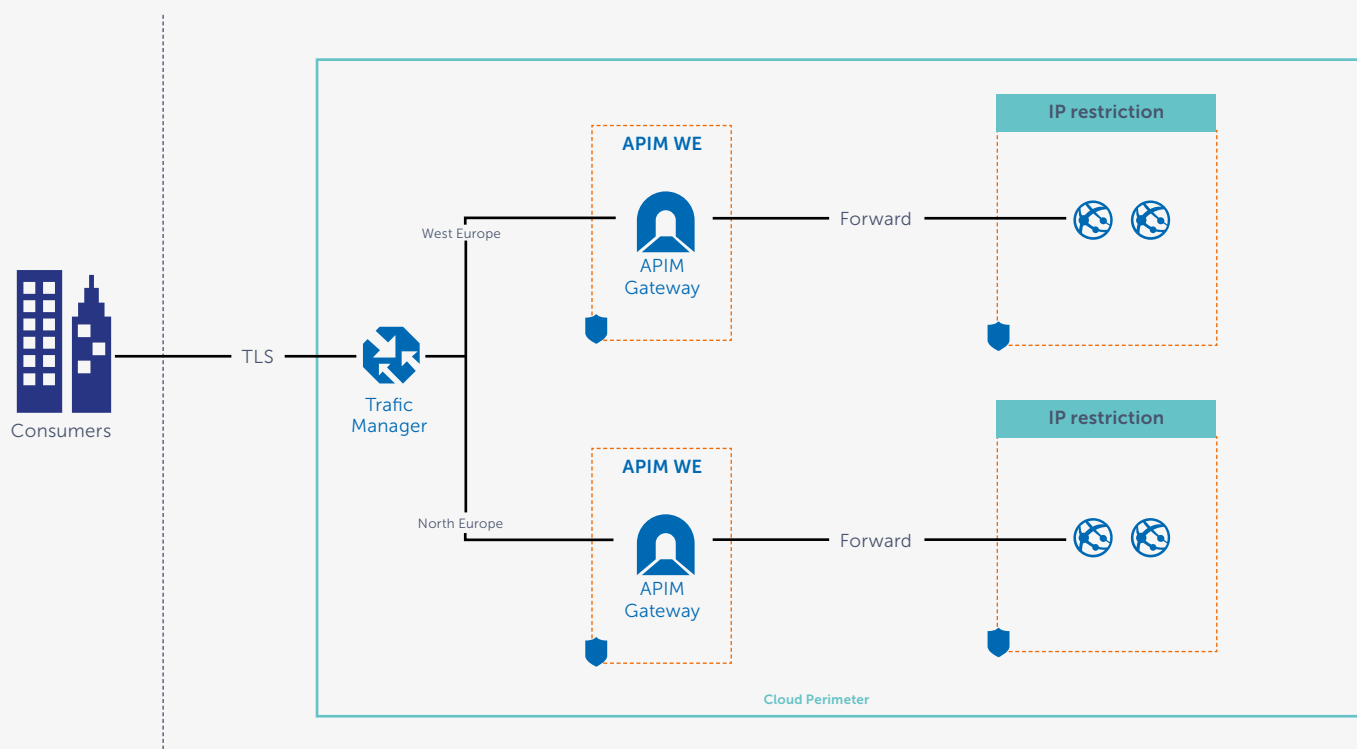 IP restriction
APIM WE
West Europe
Forward
APIM
Gateway
TLS
Trafic
Manager
Consumers
IP restriction
APIM WE
North Europe
Forward
APIM
Gateway
Cloud Perimeter